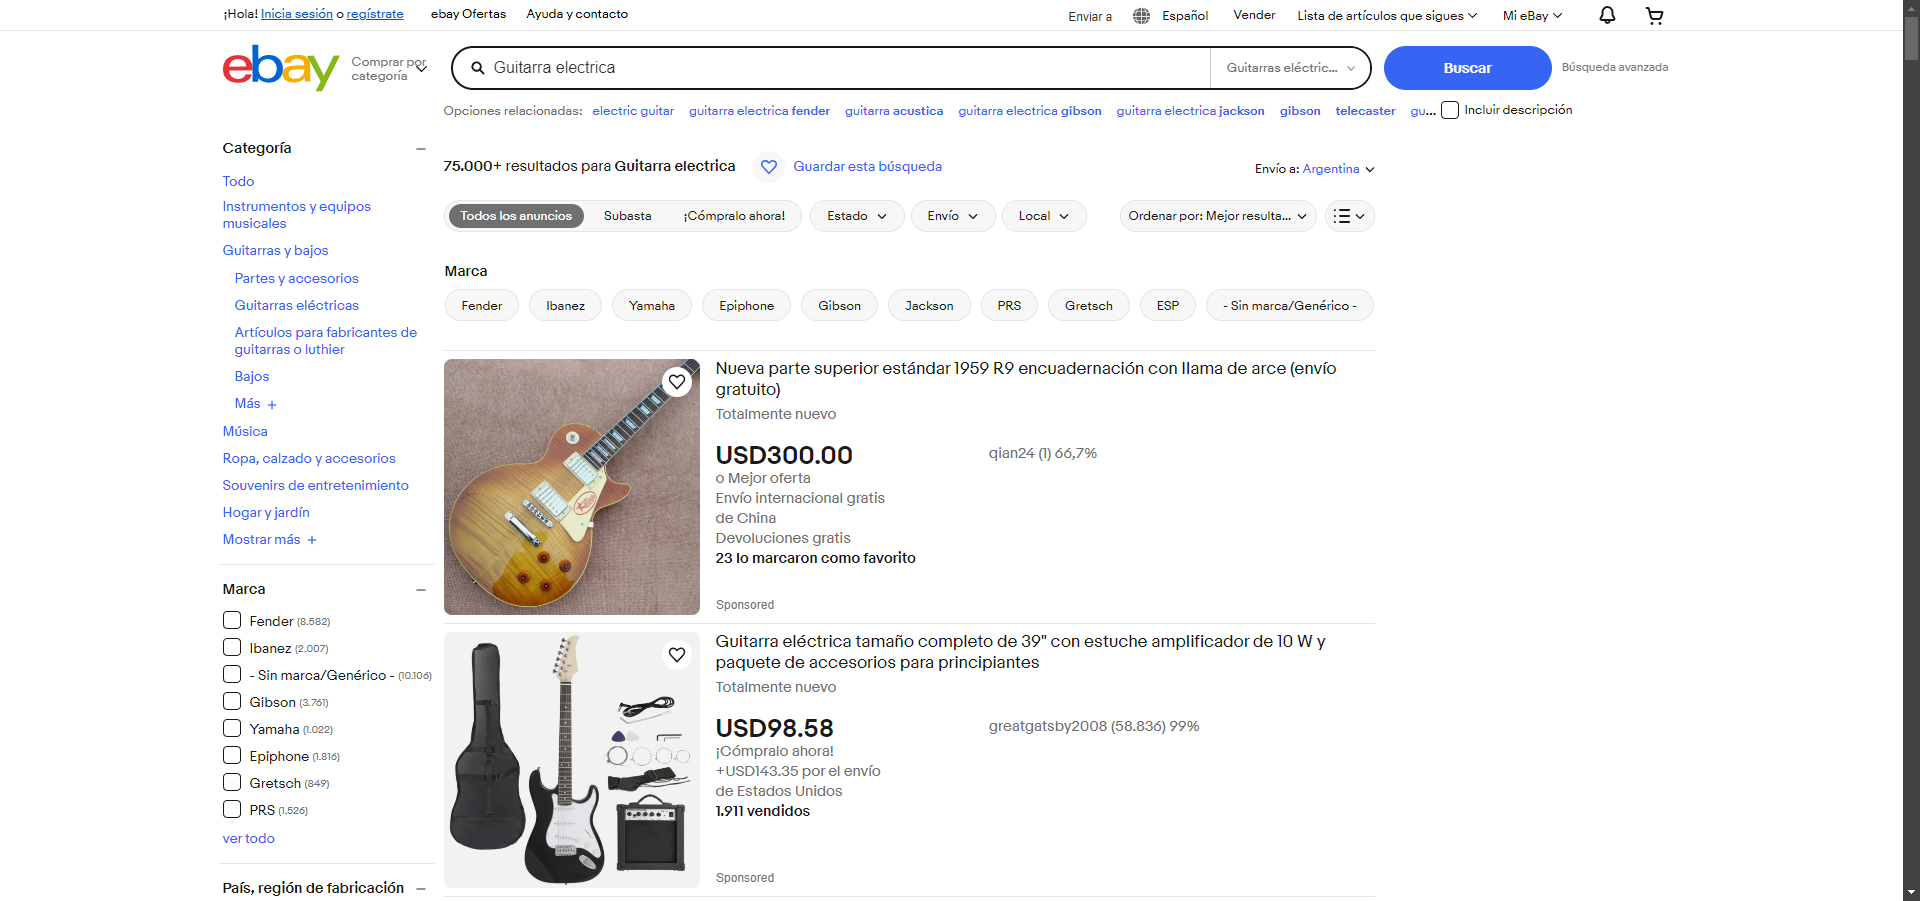 ¡Hola! Inicia sesión o regístrate
ebay Ofertas
Ayuda y contacto
Enviar a
Español
Vender
Lista de artículos que sigues
Mi eBay
ebay
Comprar por
categoría
Guitarra electrica
Guitarras eléctric...
Buscar
Búsqueda avanzada
Opciones relacionadas: electric guitar guitarra electrica fender guitarra acustica guitarra electrica gibson guitarra electrica jackson gibson telecaster gu...
Incluir descripción
Categoría
Todo
Instrumentos y equipos
musicales
Guitarras y bajos
Partes y accesorios
Guitarras eléctricas
Artículos para fabricantes de
guitarras o luthier
Bajos
Más +
Música
Ropa, calzado y accesorios
Souvenirs de entretenimiento
Hogar y jardín
Mostrar más +
Marca
Fender (8.582)
Ibanez (2.007)
- Sin marca/Genérico - (10.106)
Gibson (3.761)
Yamaha (1.022)
Epiphone (1.816)
Gretsch (849)
PRS (1.526)
ver todo
País, región de fabricación
75.000+ resultados para Guitarra electrica
Guardar esta búsqueda
Envío a: Argentina
Todos los anuncios
Subasta
¡Cómpralo ahora!
Estado
Envío
Local
Ordenar por: Mejor resulta...
Marca
Fender
Ibanez
Yamaha
Epiphone
Gibson
Jackson
PRS
Gretsch
ESP
- Sin marca/Genérico -
Nueva parte superior estándar 1959 R9 encuadernación con llama de arce (envío
gratuito)
Totalmente nuevo
USD300.00
qian24 (1) 66,7%
o Mejor oferta
Envío internacional gratis
de China
Devoluciones gratis
23 lo marcaron como favorito
Sponsored
Guitarra eléctrica tamaño completo de 39" con estuche amplificador de 10 W y
paquete de accesorios para principiantes
Totalmente nuevo
USD98.58
greatgatsby2008 (58.836) 99%
¡Cómpralo ahora!
+USD143.35 por el envío
de Estados Unidos
1.911 vendidos
Sponsored